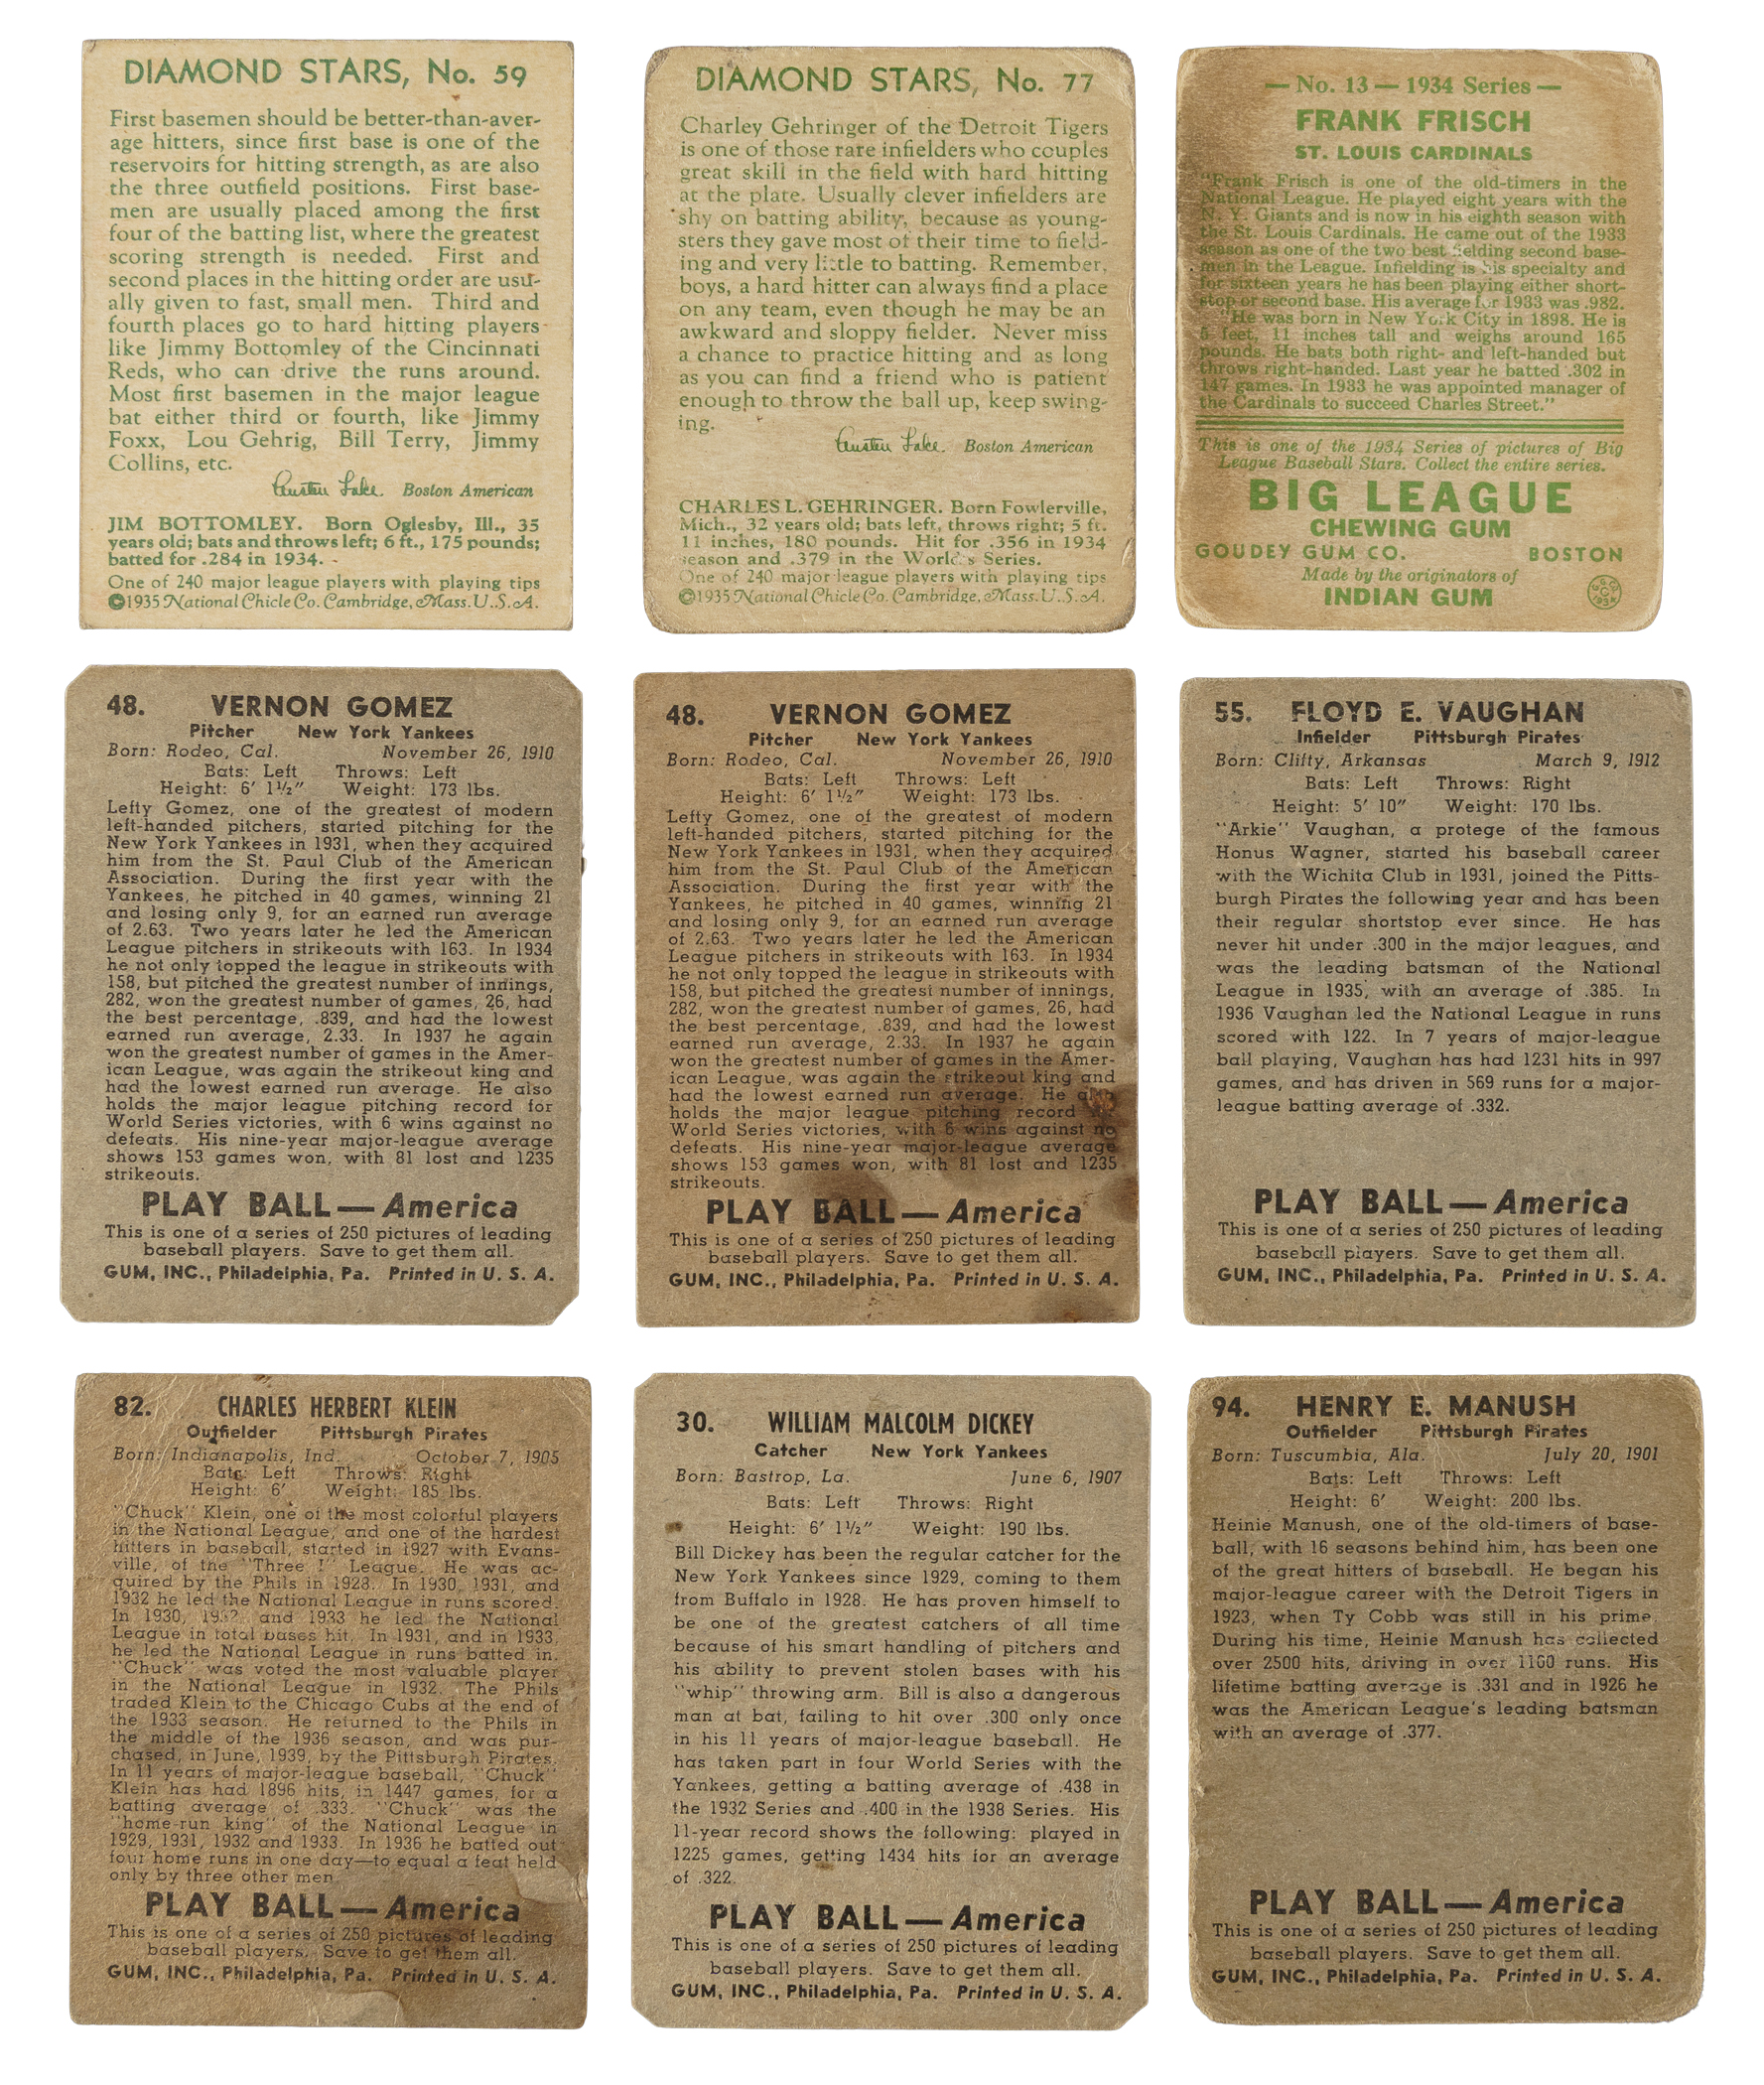 DIAMOND STARS, No. 59
First basemen should be better-than-aver-
age hitters, since first base is one of the
reservoirs for hitting strength, as are also
the three outfield positions. First base-
men are usually placed among the first
four of the batting list, where the greatest
scoring strength is needed. First and
second places in the hitting order are usu-
ally given to fast, small men. Third and
fourth places go to hard hitting players
like Jimmy Bottomley of the Cincinnati
Reds, who can drive the runs around.
Most first basemen in the major league
bat either third or fourth, like Jimmy
Foxx, Lou Gehrig, Bill Terry, Jimmy
Collins, etc.
Austen Lake. Boston American
JIM BOTTOMLEY. Born Oglesby, Ill., 35
years old; bats and throws left; 6 ft., 175 pounds;
batted for .284 in 1934.
One of 240 major league players with playing tips
©1935 National Chicle Co. Cambridge, Mass. U. S. A.
DIAMOND STARS, No. 77
Charley Gehringer of the Detroit Tigers
is one of those rare infielders who couples
great skill in the field with hard hitting
at the plate. Usually clever infielders are
shy on batting ability, because as young-
sters they gave most of their time to field-
ing and very little to batting. Remember,
boys, a hard hitter can always find a place
on any team, even though he may be an
awkward and sloppy fielder. Never miss
a chance to practice hitting and as long
as you can find a friend who is patient
enough to throw the ball up, keep swing-
ing.
Austen Lake. Boston American
CHARLES L. GEHRINGER. Born Fowlerville,
Mich., 32 years old; bats left, throws right; 5 ft.
11 inches, 180 pounds. Hit for .356 in 1934
season and .379 in the World's Series.
One of 240 major league players with playing tips
©1935 National Chicle Co. Cambridge, Mass. U. S. A.
— No. 13 — 1934 Series —
FRANK FRISCH
ST. LOUIS CARDINALS
"Frank Frisch is one of the old-timers in the
National League. He played eight years with the
N. Y. Giants and is now in his eighth season with
the St. Louis Cardinals. He came out of the 1933
season as one of the two best fielding second base-
men in the League. Infielding is his specialty and
for sixteen years he has been playing either short-
stop or second base. His average for 1933 was .982.
"He was born in New York City in 1898. He is
5 feet, 11 inches tall and weighs around 165
pounds. He bats both right- and left-handed but
throws right-handed. Last year he batted .302 in
147 games. In 1933 he was appointed manager of
the Cardinals to succeed Charles Street."
This is one of the 1934 Series of pictures of Big
League Baseball Stars. Collect the entire series.
BIG LEAGUE
CHEWING GUM
GOUDEY GUM CO. BOSTON
Made by the originators of
INDIAN GUM
48. VERNON GOMEZ
Pitcher New York Yankees
Born: Rodeo, Cal. November 26, 1910
Bats: Left Throws: Left
Height: 6' 1½" Weight: 173 lbs.
Lefty Gomez, one of the greatest of modern
left-handed pitchers, started pitching for the
New York Yankees in 1931, when they acquired
him from the St. Paul Club of the American
Association. During the first year with the
Yankees, he pitched in 40 games, winning 21
and losing only 9, for an earned run average
of 2.63. Two years later he led the American
League pitchers in strikeouts with 163. In 1934
he not only topped the league in strikeouts with
158, but pitched the greatest number of innings,
282, won the greatest number of games, 26, had
the best percentage, .839, and had the lowest
earned run average, 2.33. In 1937 he again
won the greatest number of games in the Amer-
ican League, was again the strikeout king and
had the lowest earned run average. He also
holds the major league pitching record for
World Series victories, with 6 wins against no
defeats. His nine-year major-league average
shows 153 games won, with 81 lost and 1235
strikeouts.
PLAY BALL — America
This is one of a series of 250 pictures of leading
baseball players. Save to get them all.
GUM, INC., Philadelphia, Pa. Printed in U. S. A.
48. VERNON GOMEZ
Pitcher New York Yankees
Born: Rodeo, Cal. November 26, 1910
Bats: Left Throws: Left
Height: 6' 1½" Weight: 173 lbs.
Lefty Gomez, one of the greatest of modern
left-handed pitchers, started pitching for the
New York Yankees in 1931, when they acquired
him from the St. Paul Club of the American
Association. During the first year with the
Yankees, he pitched in 40 games, winning 21
and losing only 9, for an earned run average
of 2.63. Two years later he led the American
League pitchers in strikeouts with 163. In 1934
he not only topped the league in strikeouts with
158, but pitched the greatest number of innings,
282, won the greatest number of games, 26, had
the best percentage, .839, and had the lowest
earned run average, 2.33. In 1937 he again
won the greatest number of games in the Amer-
ican League, was again the strikeout king and
had the lowest earned run average. He also
holds the major league pitching record
World Series victories, with 6 wins against no
defeats. His nine-year major-league average
shows 153 games won, with 81 lost and 1235
strikeouts.
PLAY BALL — America
This is one of a series of 250 pictures of leading
baseball players. Save to get them all.
GUM, INC., Philadelphia, Pa. Printed in U. S. A.
55. FLOYD E. VAUGHAN
Infielder Pittsburgh Pirates
Born: Clifty, Arkansas March 9, 1912
Bats: Left Throws: Right
Height: 5' 10" Weight: 170 lbs.
"Arkie" Vaughan, a protege of the famous
Honus Wagner, started his baseball career
with the Wichita Club in 1931, joined the Pitts-
burgh Pirates the following year and has been
their regular shortstop ever since. He has
never hit under .300 in the major leagues, and
was the leading batsman of the National
League in 1935, with an average of .385. In
1936 Vaughan led the National League in runs
scored with 122. In 7 years of major-league
ball playing, Vaughan has had 1231 hits in 997
games, and has driven in 569 runs for a major-
league batting average of .332.
PLAY BALL — America
This is one of a series of 250 pictures of leading
baseball players. Save to get them all.
GUM, INC., Philadelphia, Pa. Printed in U. S. A.
82. CHARLES HERBERT KLEIN
Outfielder Pittsburgh Pirates
Born: Indianapolis, Ind. October 7, 1905
Bats: Left Throws: Right
Height: 6' Weight: 185 lbs.
"Chuck" Klein, one of the most colorful players
in the National League, and one of the hardest
hitters in baseball, started in 1927 with Evans-
ville, of the "Three I" League. He was ac-
quired by the Phils in 1928. In 1930, 1931, and
1932 he led the National League in runs scored.
In 1930, 1932, and 1933 he led the National
League in total bases hit. In 1931, and in 1933,
he led the National League in runs batted in.
"Chuck" was voted the most valuable player
in the National League in 1932. The Phils
traded Klein to the Chicago Cubs at the end of
the 1933 season. He returned to the Phils in
the middle of the 1936 season, and was pur-
chased, in June, 1939, by the Pittsburgh Pirates.
In 11 years of major-league baseball, "Chuck"
Klein has had 1896 hits, in 1447 games, for a
batting average of .333. "Chuck" was the
"home-run king" of the National League in
1929, 1931, 1932 and 1933. In 1936 he batted out
four home runs in one day—to equal a feat held
only by three other men.
PLAY BALL — America
This is one of a series of 250 pictures of leading
baseball players. Save to get them all.
GUM, INC., Philadelphia, Pa. Printed in U. S. A.
30. WILLIAM MALCOLM DICKEY
Catcher New York Yankees
Born: Bastrop, La. June 6, 1907
Bats: Left Throws: Right
Height: 6' 1½" Weight: 190 lbs.
Bill Dickey has been the regular catcher for the
New York Yankees since 1929, coming to them
from Buffalo in 1928. He has proven himself to
be one of the greatest catchers of all time
because of his smart handling of pitchers and
his ability to prevent stolen bases with his
"whip" throwing arm. Bill is also a dangerous
man at bat, failing to hit over .300 only once
in his 11 years of major-league baseball. He
has taken part in four World Series with the
Yankees, getting a batting average of .438 in
the 1932 Series and .400 in the 1938 Series. His
11-year record shows the following: played in
1225 games, getting 1434 hits for an average
of .322.
PLAY BALL — America
This is one of a series of 250 pictures of leading
baseball players. Save to get them all.
GUM, INC., Philadelphia, Pa. Printed in U. S. A.
94. HENRY E. MANUSH
Outfielder Pittsburgh Pirates
Born: Tuscumbia, Ala. July 20, 1901
Bats: Left Throws: Left
Height: 6' Weight: 200 lbs.
Heinie Manush, one of the old-timers of base-
ball, with 16 seasons behind him, has been one
of the great hitters of baseball. He began his
major-league career with the Detroit Tigers in
1923, when Ty Cobb was still in his prime.
During his time, Heinie Manush has collected
over 2500 hits, driving in over 1160 runs. His
lifetime batting average is .331 and in 1926 he
was the American League's leading batsman
with an average of .377.
PLAY BALL — America
This is one of a series of 250 pictures of leading
baseball players. Save to get them all.
GUM, INC., Philadelphia, Pa. Printed in U. S. A.